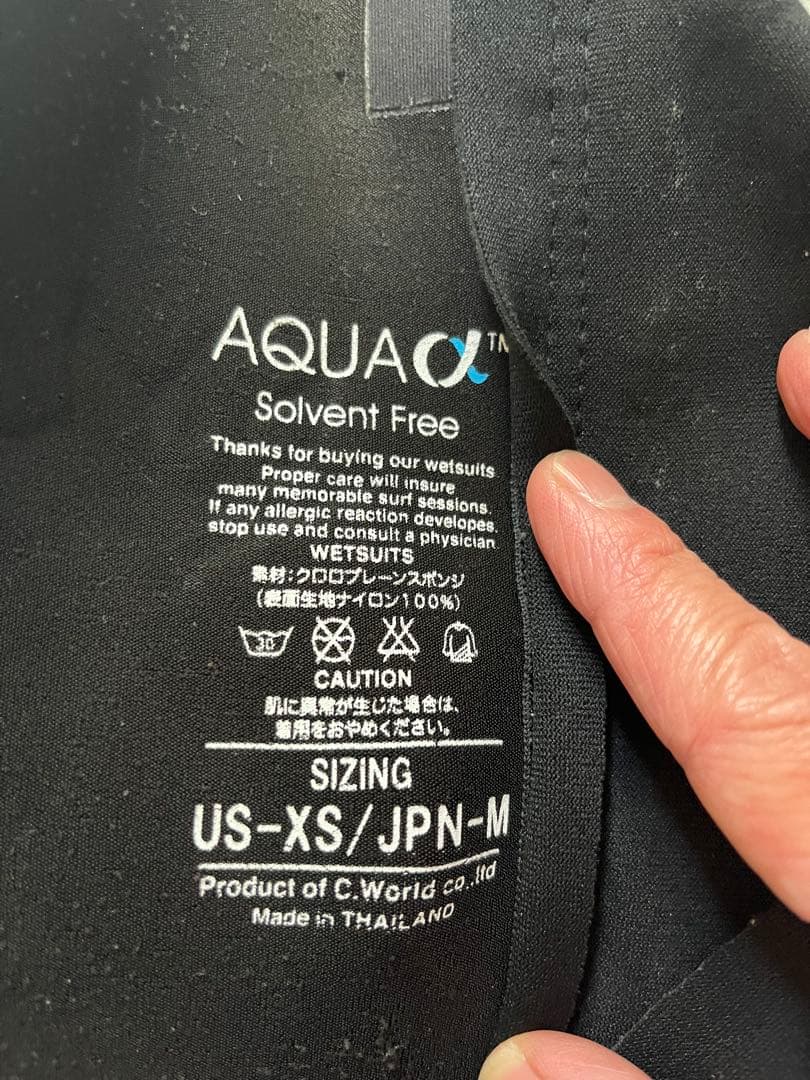 AQUAα™
Solvent Free
Thanks for buying our wetsuits
Proper care will insure
many memorable surf sessions.
If any allergic reaction developes,
stop use and consult a physician.
WETSUITS
素材:クロロプレーンスポンジ
(表面生地ナイロン100%)
30
CAUTION
肌に異常が生じた場合は、
着用をおやめください。
SIZING
US-XS/JPN-M
Product of C.World co.,ltd
Made in THAILAND